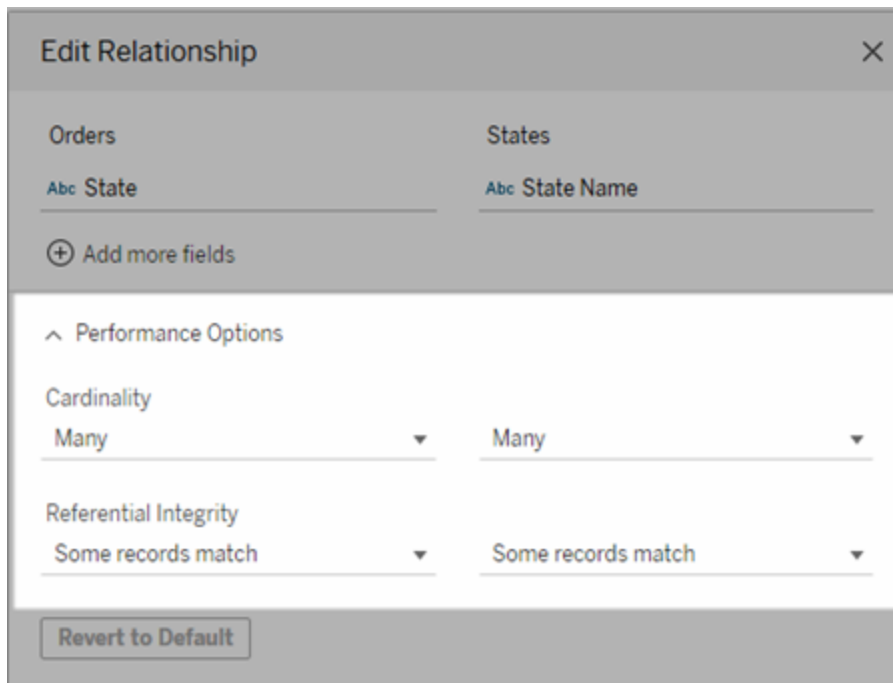 Edit Relationship
Orders States
Abc State Abc State Name
Add more fields
Performance Options
Cardinality
Many Many
Referential Integrity
Some records match Some records match
Revert to Default